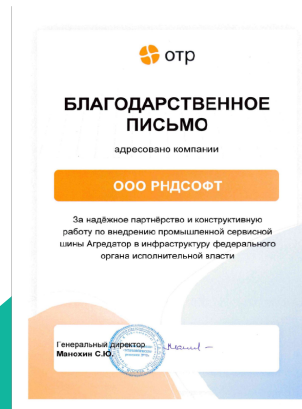 отр
БЛАГОДАРСТВЕННОЕ
ПИСЬМО
адресовано компании
ООО РНДСОФТ
За надёжное партнёрство и конструктивную
работу по внедрению промышленной сервисной
шины Агредатор в инфраструктуру федерального
органа исполнительной власти
Генеральный директор
Манохин С.Ю.